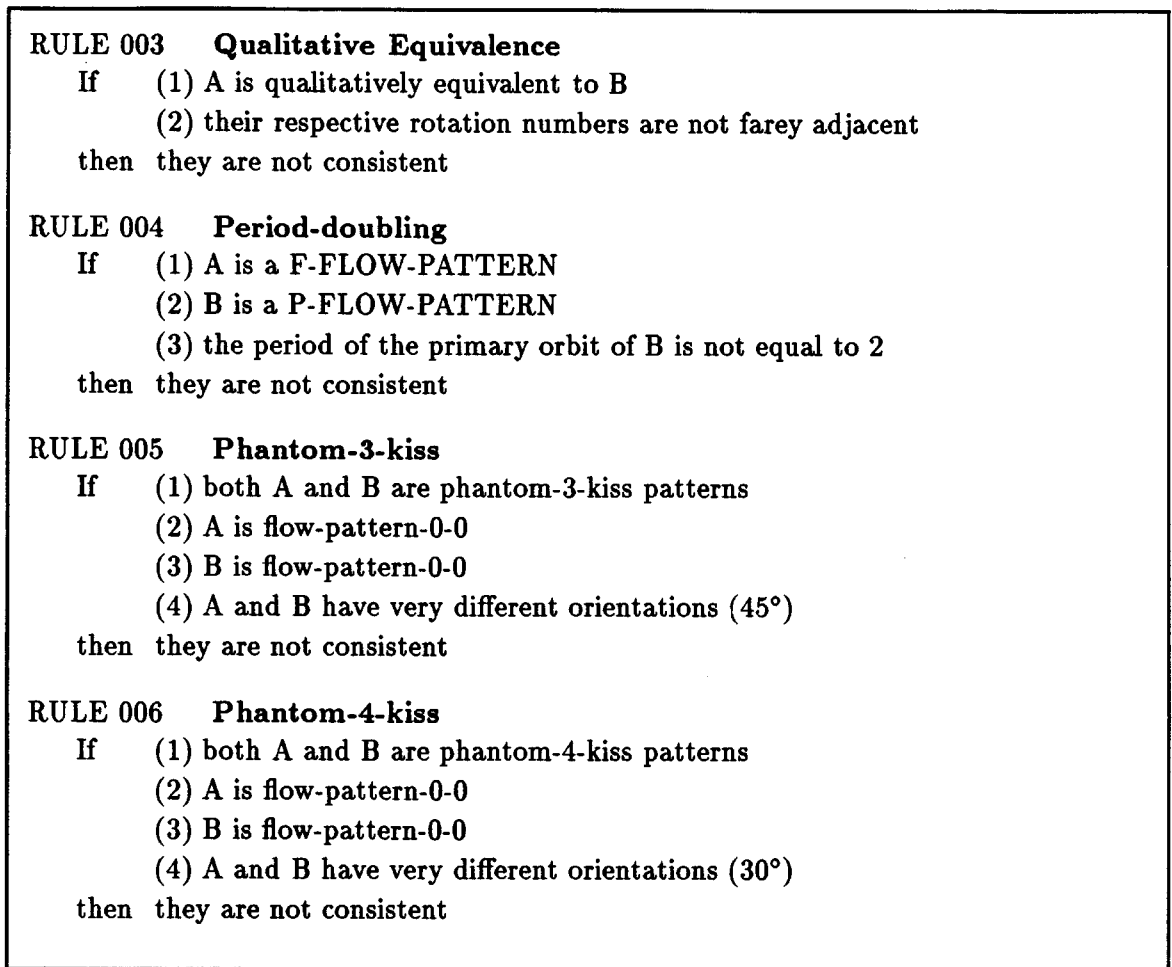 RULE 003 Qualitative Equivalence
If (1) A is qualitatively equivalent to B
(2) their respective rotation numbers are not farey adjacent
then they are not consistent
RULE 004 Period-doubling
If (1) A is a F-FLOW-PATTERN
(2) B is a P-FLOW-PATTERN
(3) the period of the primary orbit of B is not equal to 2
then they are not consistent
RULE 005 Phantom-3-kiss
If (1) both A and B are phantom-3-kiss patterns
(2) A is flow-pattern-0-0
(3) B is flow-pattern-0-0
(4) A and B have very different orientations (45°)
then they are not consistent
RULE 006 Phantom-4-kiss
If (1) both A and B are phantom-4-kiss patterns
(2) A is flow-pattern-0-0
(3) B is flow-pattern-0-0
(4) A and B have very different orientations (30°)
then they are not consistent